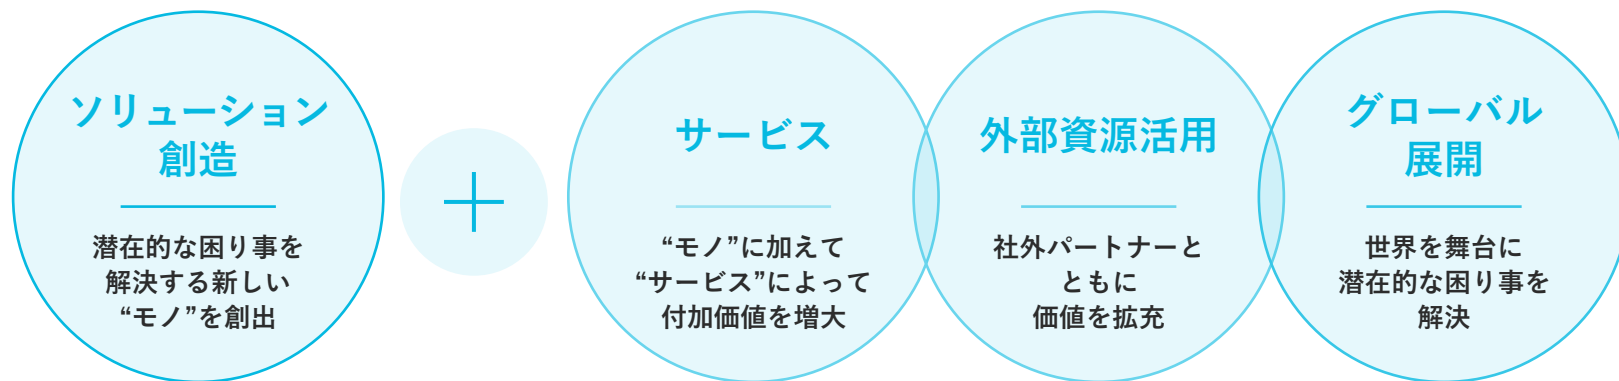 ソリューション
創造
潜在的な困り事を
解決する新しい
“モノ”を創出
サービス
“モノ”に加えて
“サービス”によって
付加価値を増大
外部資源活用
社外パートナーと
ともに
価値を拡充
グローバル
展開
世界を舞台に
潜在的な困り事を
解決